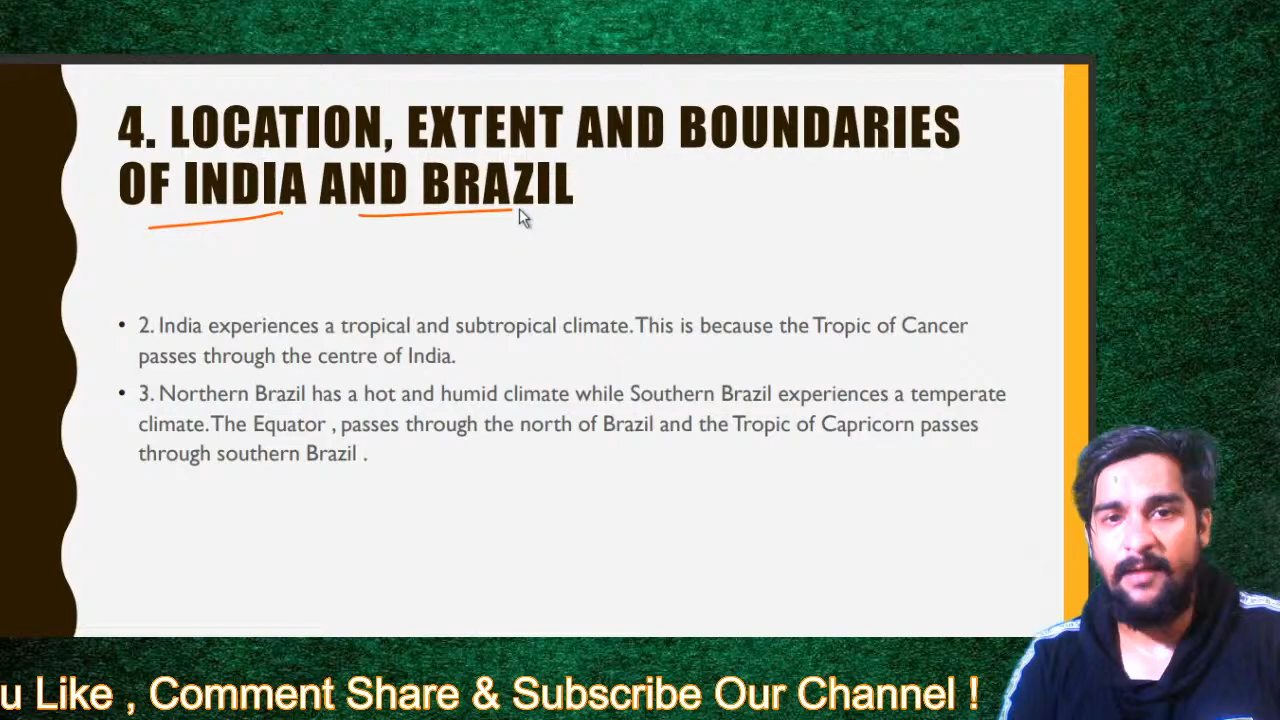 4. LOCATION, EXTENT AND BOUNDARIES
OF INDIA AND BRAZIL
• 2. India experiences a tropical and subtropical climate. This is because the Tropic of Cancer
passes through the centre of India.
• 3. Northern Brazil has a hot and humid climate while Southern Brazil experiences a temperate
climate. The Equator , passes through the north of Brazil and the Tropic of Capricorn passes
through southern Brazil .
u Like , Comment Share & Subscribe Our Channel !